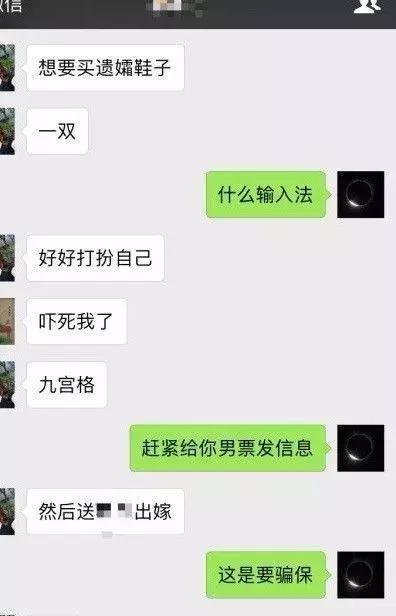 微信
想要买遗孀鞋子
一双
什么输入法
好好打扮自己
吓死我了
九宫格
赶紧给你男票发信息
然后送出嫁
这是要骗保